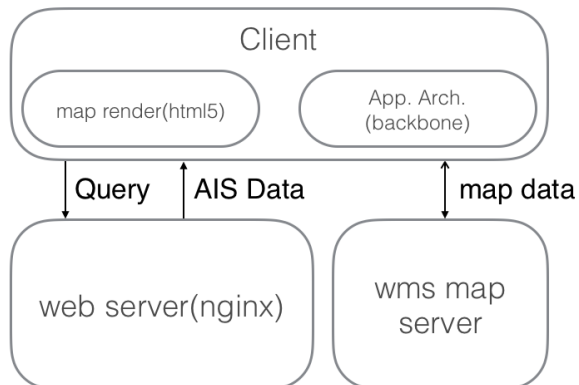 Client
map render(html5)
App. Arch.
(backbone)
Query
AIS Data
map data
web server(nginx)
wms map
server